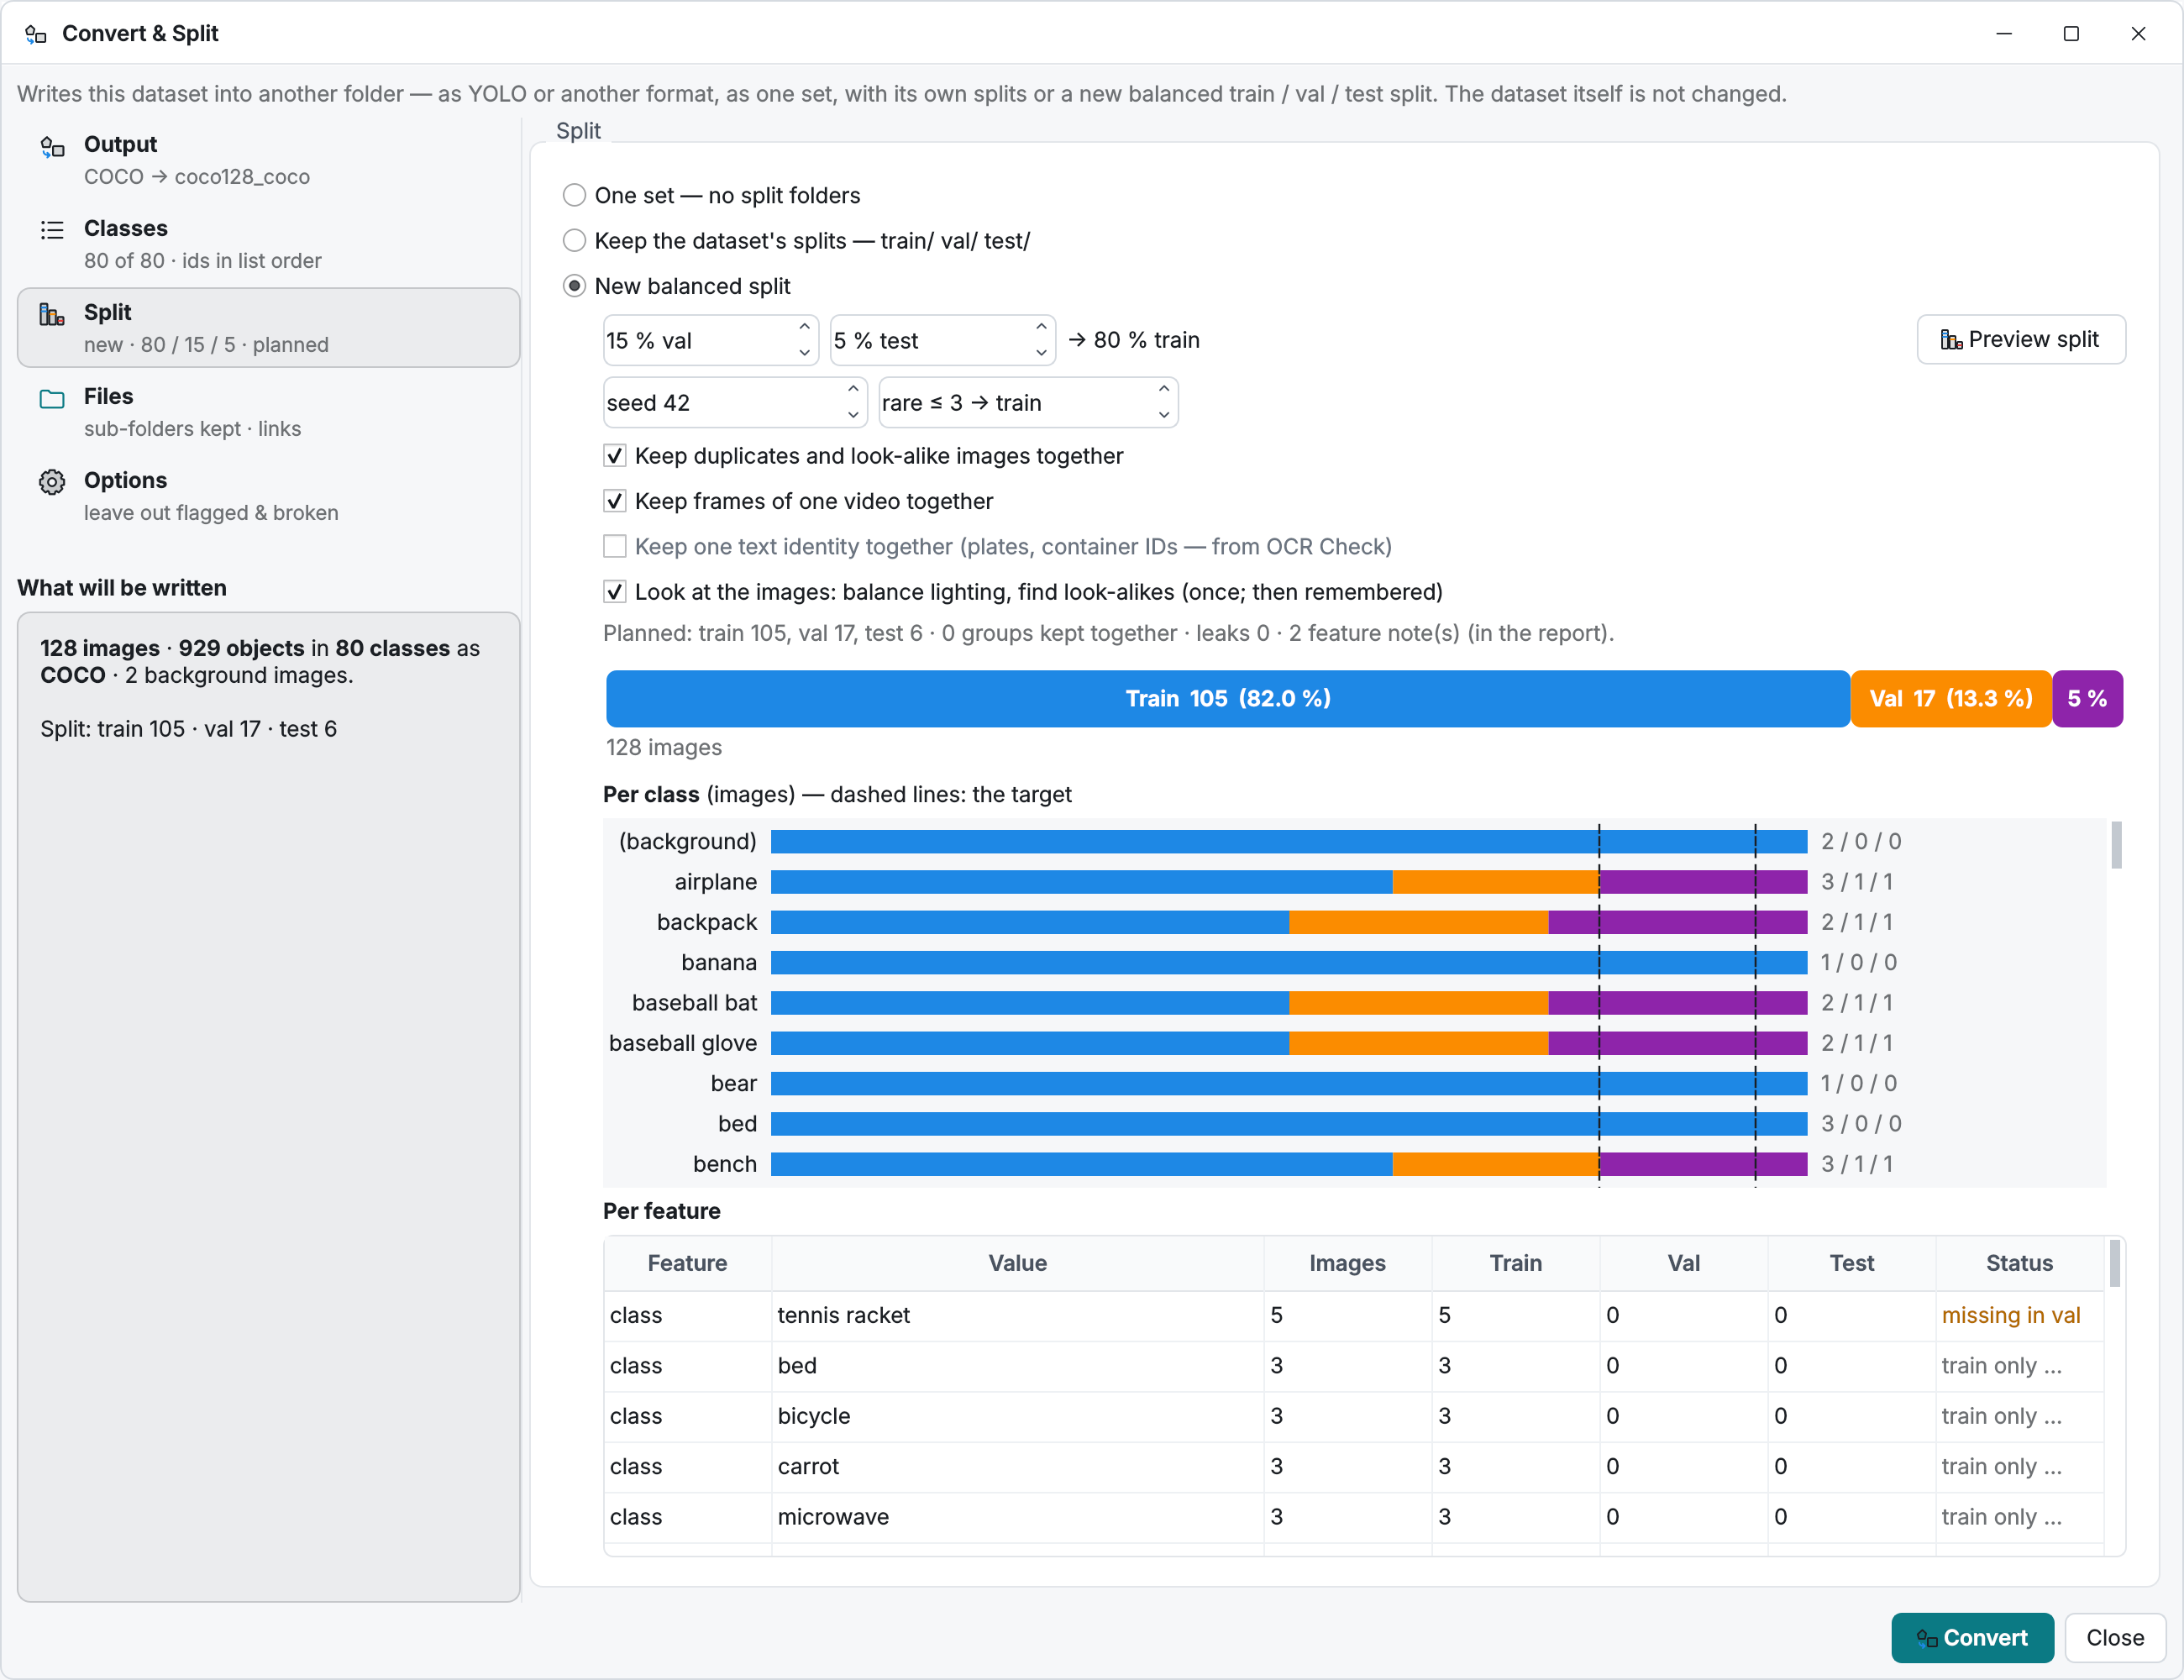 Convert & Split
Writes this dataset into another folder — as YOLO or another format, as one set, with its own splits or a new balanced train / val / test split. The dataset itself is not changed.
Output
COCO → coco128_coco
Classes
80 of 80 · ids in list order
Split
new · 80 / 15 / 5 · planned
Files
sub-folders kept · links
Options
leave out flagged & broken
What will be written
128 images · 929 objects in 80 classes as
COCO · 2 background images.
Split: train 105 · val 17 · test 6
Split
One set — no split folders
Keep the dataset's splits — train/ val/ test/
New balanced split
15 % val 5 % test → 80 % train Preview split
seed 42 rare ≤ 3 → train
Keep duplicates and look-alike images together
Keep frames of one video together
Keep one text identity together (plates, container IDs — from OCR Check)
Look at the images: balance lighting, find look-alikes (once; then remembered)
Planned: train 105, val 17, test 6 · 0 groups kept together · leaks 0 · 2 feature note(s) (in the report).
Train 105 (82.0 %) Val 17 (13.3 %) 5 %
128 images
Per class (images) — dashed lines: the target
(background) 2 / 0 / 0
airplane 3 / 1 / 1
backpack 2 / 1 / 1
banana 1 / 0 / 0
baseball bat 2 / 1 / 1
baseball glove 2 / 1 / 1
bear 1 / 0 / 0
bed 3 / 0 / 0
bench 3 / 1 / 1
Per feature
Feature Value Images Train Val Test Status
class tennis racket 5 5 0 0 missing in val
class bed 3 3 0 0 train only ...
class bicycle 3 3 0 0 train only ...
class carrot 3 3 0 0 train only ...
class microwave 3 3 0 0 train only ...
Convert Close